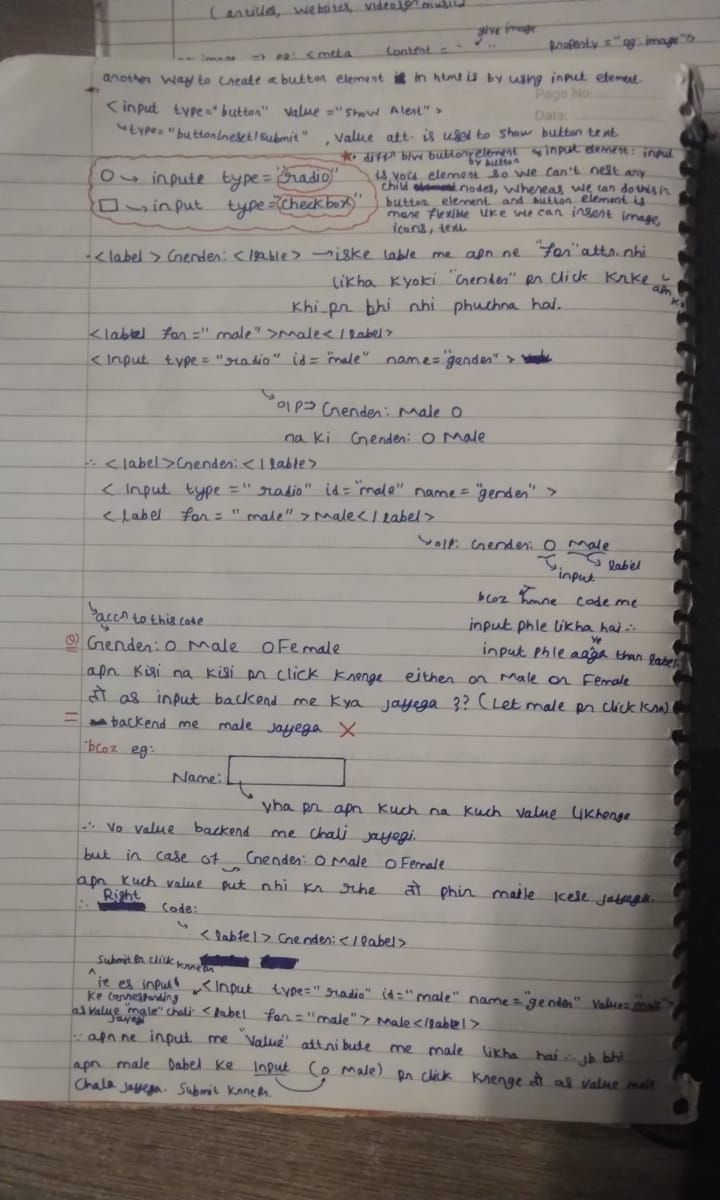 (articles, websites, videos, music)
give image
content = " "
property = "og:image">
<meta
Page No:
Date:
another way to create a button element in html is by using input element.
<input type="button" value="Show Alert">
type="button/reset/submit" , value att. is used to show button text
* diffn b/w button element & input element: input
by button
is void element so we can't nest any
child nodes, whereas we can do this in
button element and button element is
more flexible like we can insert image,
icons, text
O → inpute type="radio"
□ → input type="checkbox"
<label>Gender:</lable> → iske lable me apn ne "for" attr. nhi
likha kyoki "Gender" pr click krke apn
khi pr bhi nhi phuchna hai.
<label for="male">Male</label>
<Input type="radio" id="male" name="gender">
O/P ⇒ Gender: Male O
na ki Gender: O Male
∴ <label>Gender:</lable>
<Input type="radio" id="male" name="gender">
<Label for="male">Male</label>
O/P: Gender: O Male
label
input
bcoz hmne code me
input phle likha hai ∴
input phle aayega than label
accn to this code
Q) Gender: O Male O Female
apn kisi na kisi pr click krenge either on Male or Female
तो as input backend me kya jayega ?? (Let male pr click kra)
= backend me male jayega X
bcoz eg:
Name:
yha pr apn kuch na kuch value likhenge
∴ vo value backend me chali jayegi.
but in case of Gender: O Male O Female
apn kuch value put nhi kr rhe तो phir male kese jayega.
∴ Right Code:
<label>Gender:</label>
submit pr click krne pr
ie es input
ke corresponding
<Input type="radio" id="male" name="gender" value="male">
as value "male" chali
jayegi
<label for="male">Male</label>
∵ apn ne input me "value" attribute me male likha hai ∴ jb bhi
apn male label ke input (o male) pr click krenge तो as value male
chala jayega. Submit krne pr.